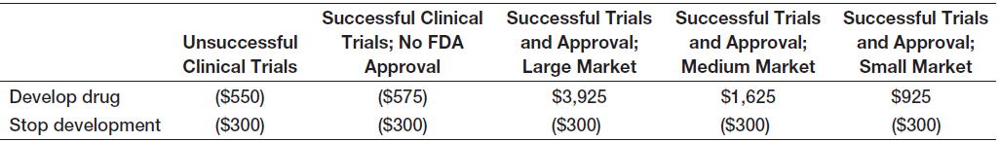 Successful Clinical Successful Trials Successful Trials Successful Trials
Unsuccessful Trials; No FDA and Approval; and Approval; and Approval;
Clinical Trials Approval Large Market Medium Market Small Market
Develop drug ($550) ($575) $3,925 $1,625 $925
Stop development ($300) ($300) ($300) ($300) ($300)